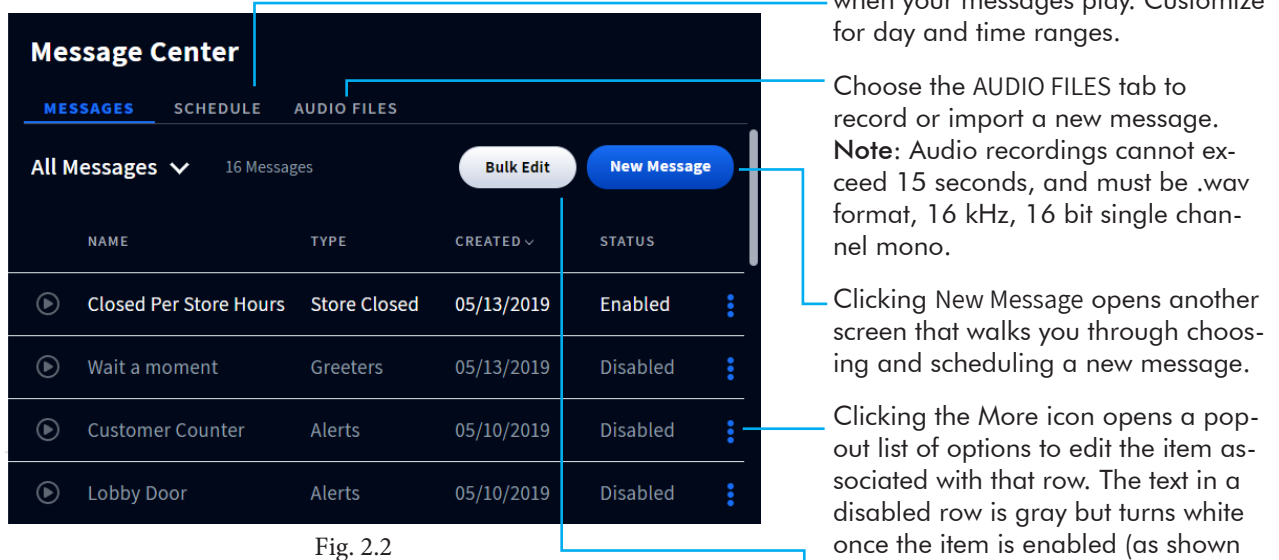 Message Center
MESSAGES SCHEDULE AUDIO FILES
All Messages 16 Messages Bulk Edit New Message
NAME TYPE CREATED STATUS
Closed Per Store Hours Store Closed 05/13/2019 Enabled
Wait a moment Greeters 05/13/2019 Disabled
Customer Counter Alerts 05/10/2019 Disabled
Lobby Door Alerts 05/10/2019 Disabled
Fig. 2.2
when your messages play. Customize
for day and time ranges.
Choose the AUDIO FILES tab to
record or import a new message.
Note: Audio recordings cannot ex-
ceed 15 seconds, and must be .wav
format, 16 kHz, 16 bit single chan-
nel mono.
Clicking New Message opens another
screen that walks you through choos-
ing and scheduling a new message.
Clicking the More icon opens a pop-
out list of options to edit the item as-
sociated with that row. The text in a
disabled row is gray but turns white
once the item is enabled (as shown